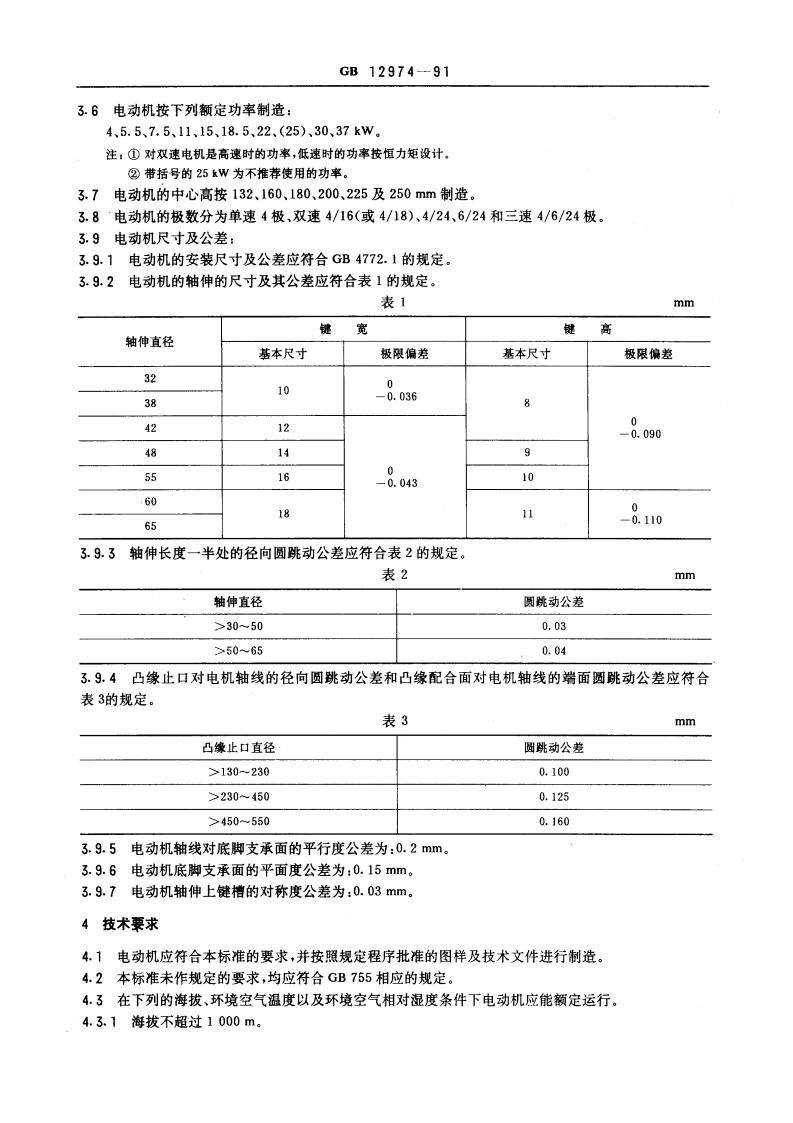 GB 12974—91
3.6 电动机按下列额定功率制造：
4、5.5、7.5、11、15、18.5、22、(25)、30、37 kW。
注：① 对双速电机是高速时的功率，低速时的功率按恒力矩设计。
② 带括号的 25 kW 为不推荐使用的功率。
3.7 电动机的中心高按 132、160、180、200、225 及 250 mm 制造。
3.8 电动机的极数分为单速 4 极、双速 4/16(或 4/18)、4/24、6/24 和三速 4/6/24 极。
3.9 电动机尺寸及公差：
3.9.1 电动机的安装尺寸及公差应符合 GB 4772.1 的规定。
3.9.2 电动机的轴伸的尺寸及其公差应符合表 1 的规定。
表 1 mm
轴伸直径 键 宽 键 高
基本尺寸 极限偏差 基本尺寸 极限偏差
32
38
10
0
－0.036
8
0
－0.090
42 12
48 14 9
0
－0.043
55 16 10
60
65
18
11
0
－0.110
3.9.3 轴伸长度一半处的径向圆跳动公差应符合表 2 的规定。
表 2 mm
轴伸直径 圆跳动公差
＞30～50 0.03
＞50～65 0.04
3.9.4 凸缘止口对电机轴线的径向圆跳动公差和凸缘配合面对电机轴线的端面圆跳动公差应符合
表 3的规定。
表 3 mm
凸缘止口直径 圆跳动公差
＞130～230 0.100
＞230～450 0.125
＞450～550 0.160
3.9.5 电动机轴线对底脚支承面的平行度公差为：0.2 mm。
3.9.6 电动机底脚支承面的平面度公差为：0.15 mm。
3.9.7 电动机轴伸上键槽的对称度公差为：0.03 mm。
4 技术要求
4.1 电动机应符合本标准的要求，并按照规定程序批准的图样及技术文件进行制造。
4.2 本标准未作规定的要求，均应符合 GB 755 相应的规定。
4.3 在下列的海拔、环境空气温度以及环境空气相对湿度条件下电动机应能额定运行。
4.3.1 海拔不超过 1 000 m。